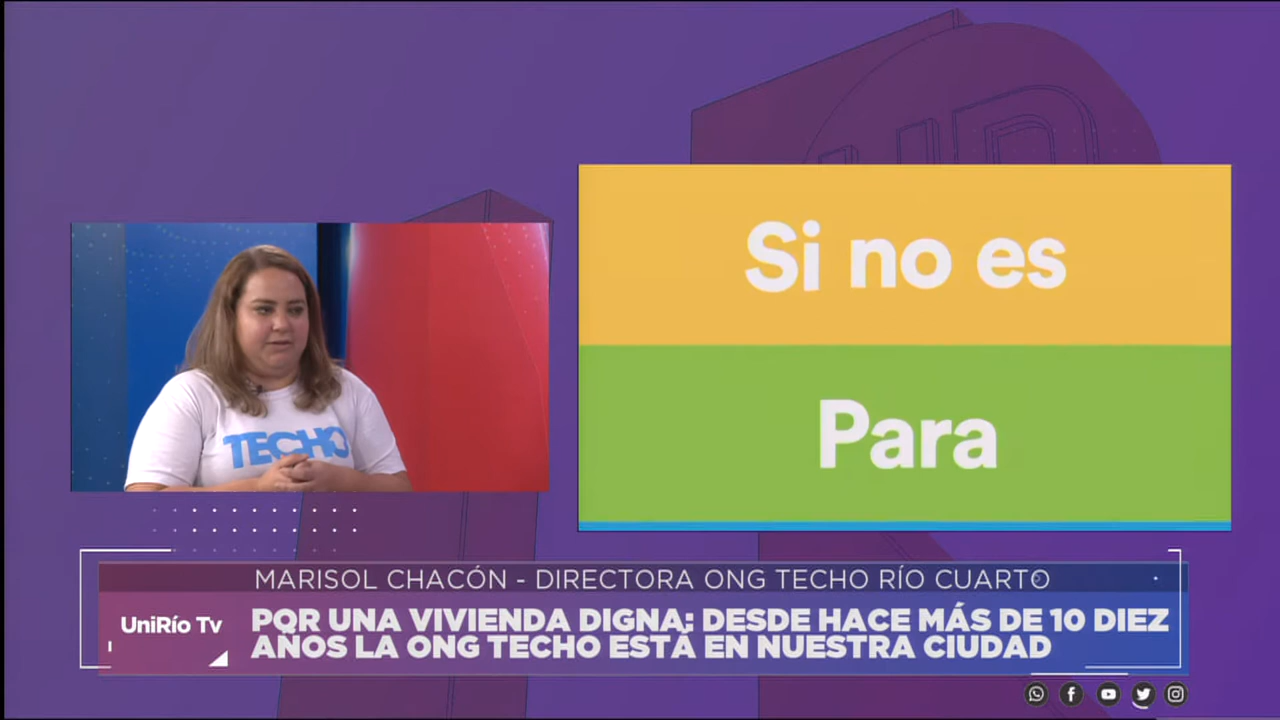 Si no es
Para
TECHO
MARISOL CHACÓN - DIRECTORA ONG TECHO RÍO CUARTO
UniRío Tv
POR UNA VIVIENDA DIGNA: DESDE HACE MÁS DE 10 DIEZ
AÑOS LA ONG TECHO ESTÁ EN NUESTRA CIUDAD